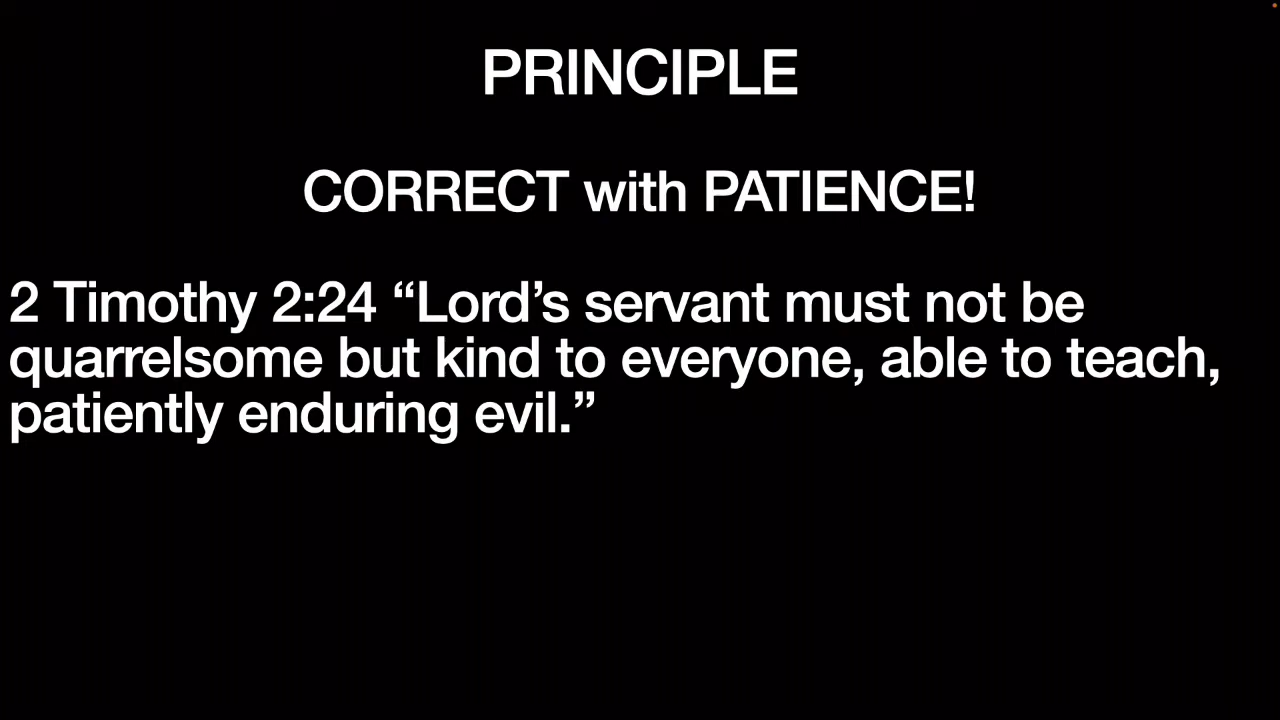 PRINCIPLE
CORRECT with PATIENCE!
2 Timothy 2:24 “Lord’s servant must not be
quarrelsome but kind to everyone, able to teach,
patiently enduring evil.”